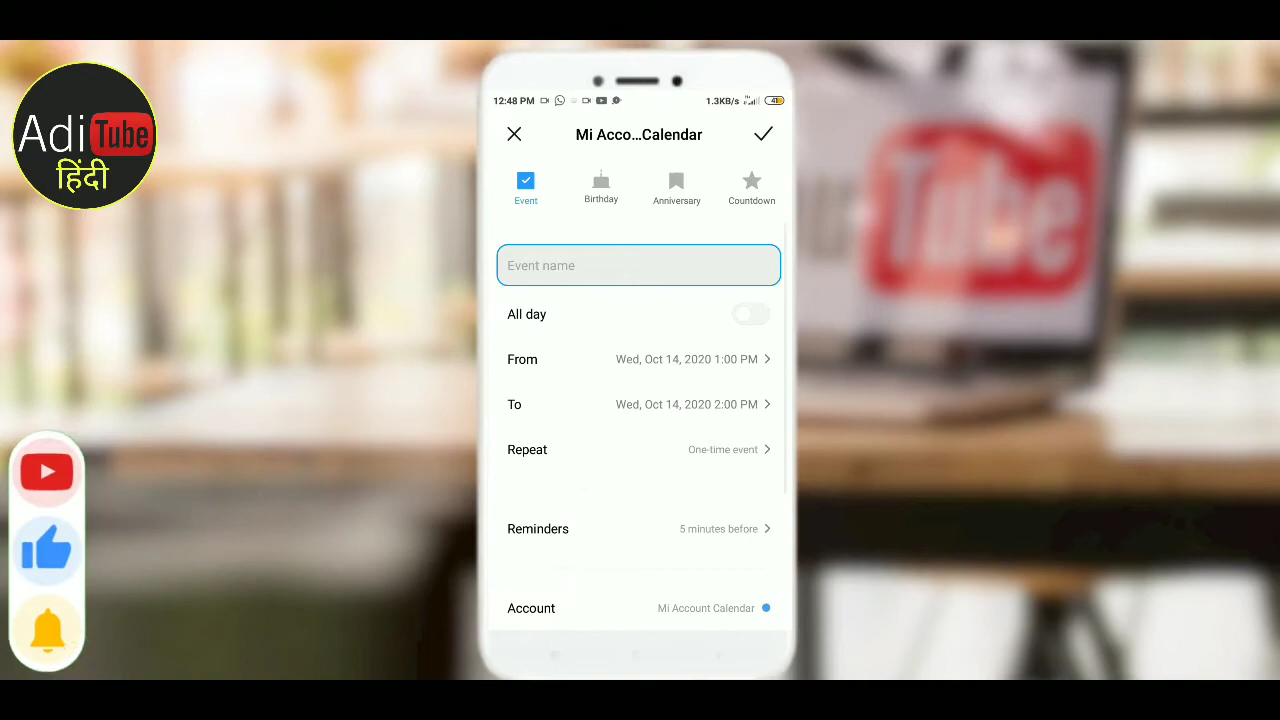 Adi Tube
हिंदी
12:48 PM
1.3KB/s
41
Mi Acco...Calendar
Event
Birthday
Anniversary
Countdown
Event name
All day
From
Wed, Oct 14, 2020 1:00 PM
To
Wed, Oct 14, 2020 2:00 PM
Repeat
One-time event
Reminders
5 minutes before
Account
Mi Account Calendar
Tube